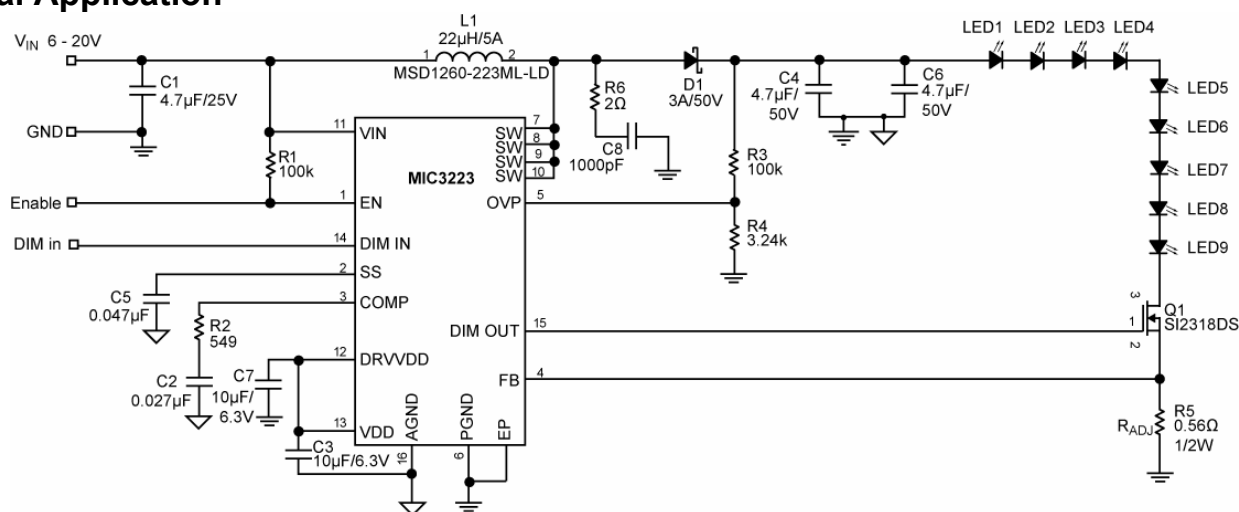 al Application
VIN 6 - 20V
L1
22µH/5A
1
2
MSD1260-223ML-LD
LED1 LED2 LED3 LED4
C1
4.7µF/25V
R6
2Ω
D1
3A/50V
C4
4.7µF/
50V
C6
4.7µF/
50V
LED5
GND
11
VIN
SW
7
SW
8
SW
9
SW
10
C8
1000pF
LED6
R1
100k
MIC3223
R3
100k
LED7
Enable
1
EN
OVP
5
LED8
DIM in
14
DIM IN
R4
3.24k
LED9
2
SS
C5
0.047µF
3
COMP
R2
549
DIM OUT
15
3
1
2
Q1
SI2318DS
12
DRVVDD
C2
0.027µF
C7
10µF/
6.3V
FB
4
13
VDD
AGND
PGND
EP
C3
10µF/6.3V
16
6
RADJ
R5
0.56Ω
1/2W